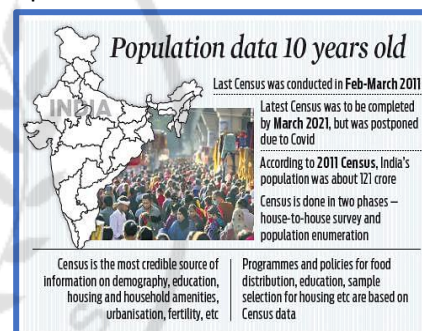 Population data 10 years old
Last Census was conducted in Feb-March 2011
INDIA
Latest Census was to be completed
by March 2021, but was postponed
due to Covid
According to 2011 Census, India's
population was about 121 crore
Census is done in two phases –
house-to-house survey and
population enumeration
Census is the most credible source of
information on demography, education,
housing and household amenities,
urbanisation, fertility, etc
Programmes and policies for food
distribution, education, sample
selection for housing etc are based on
Census data